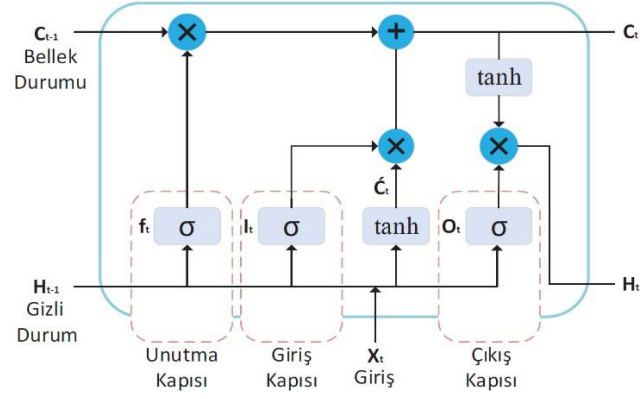 Cₜ₋₁
Bellek
Durumu
×
+
Cₜ
tanh
×
×
Ćₜ
fₜ
σ
Iₜ
σ
tanh
Oₜ
σ
Hₜ₋₁
Gizli
Durum
Hₜ
Unutma
Kapısı
Giriş
Kapısı
Xₜ
Giriş
Çıkış
Kapısı